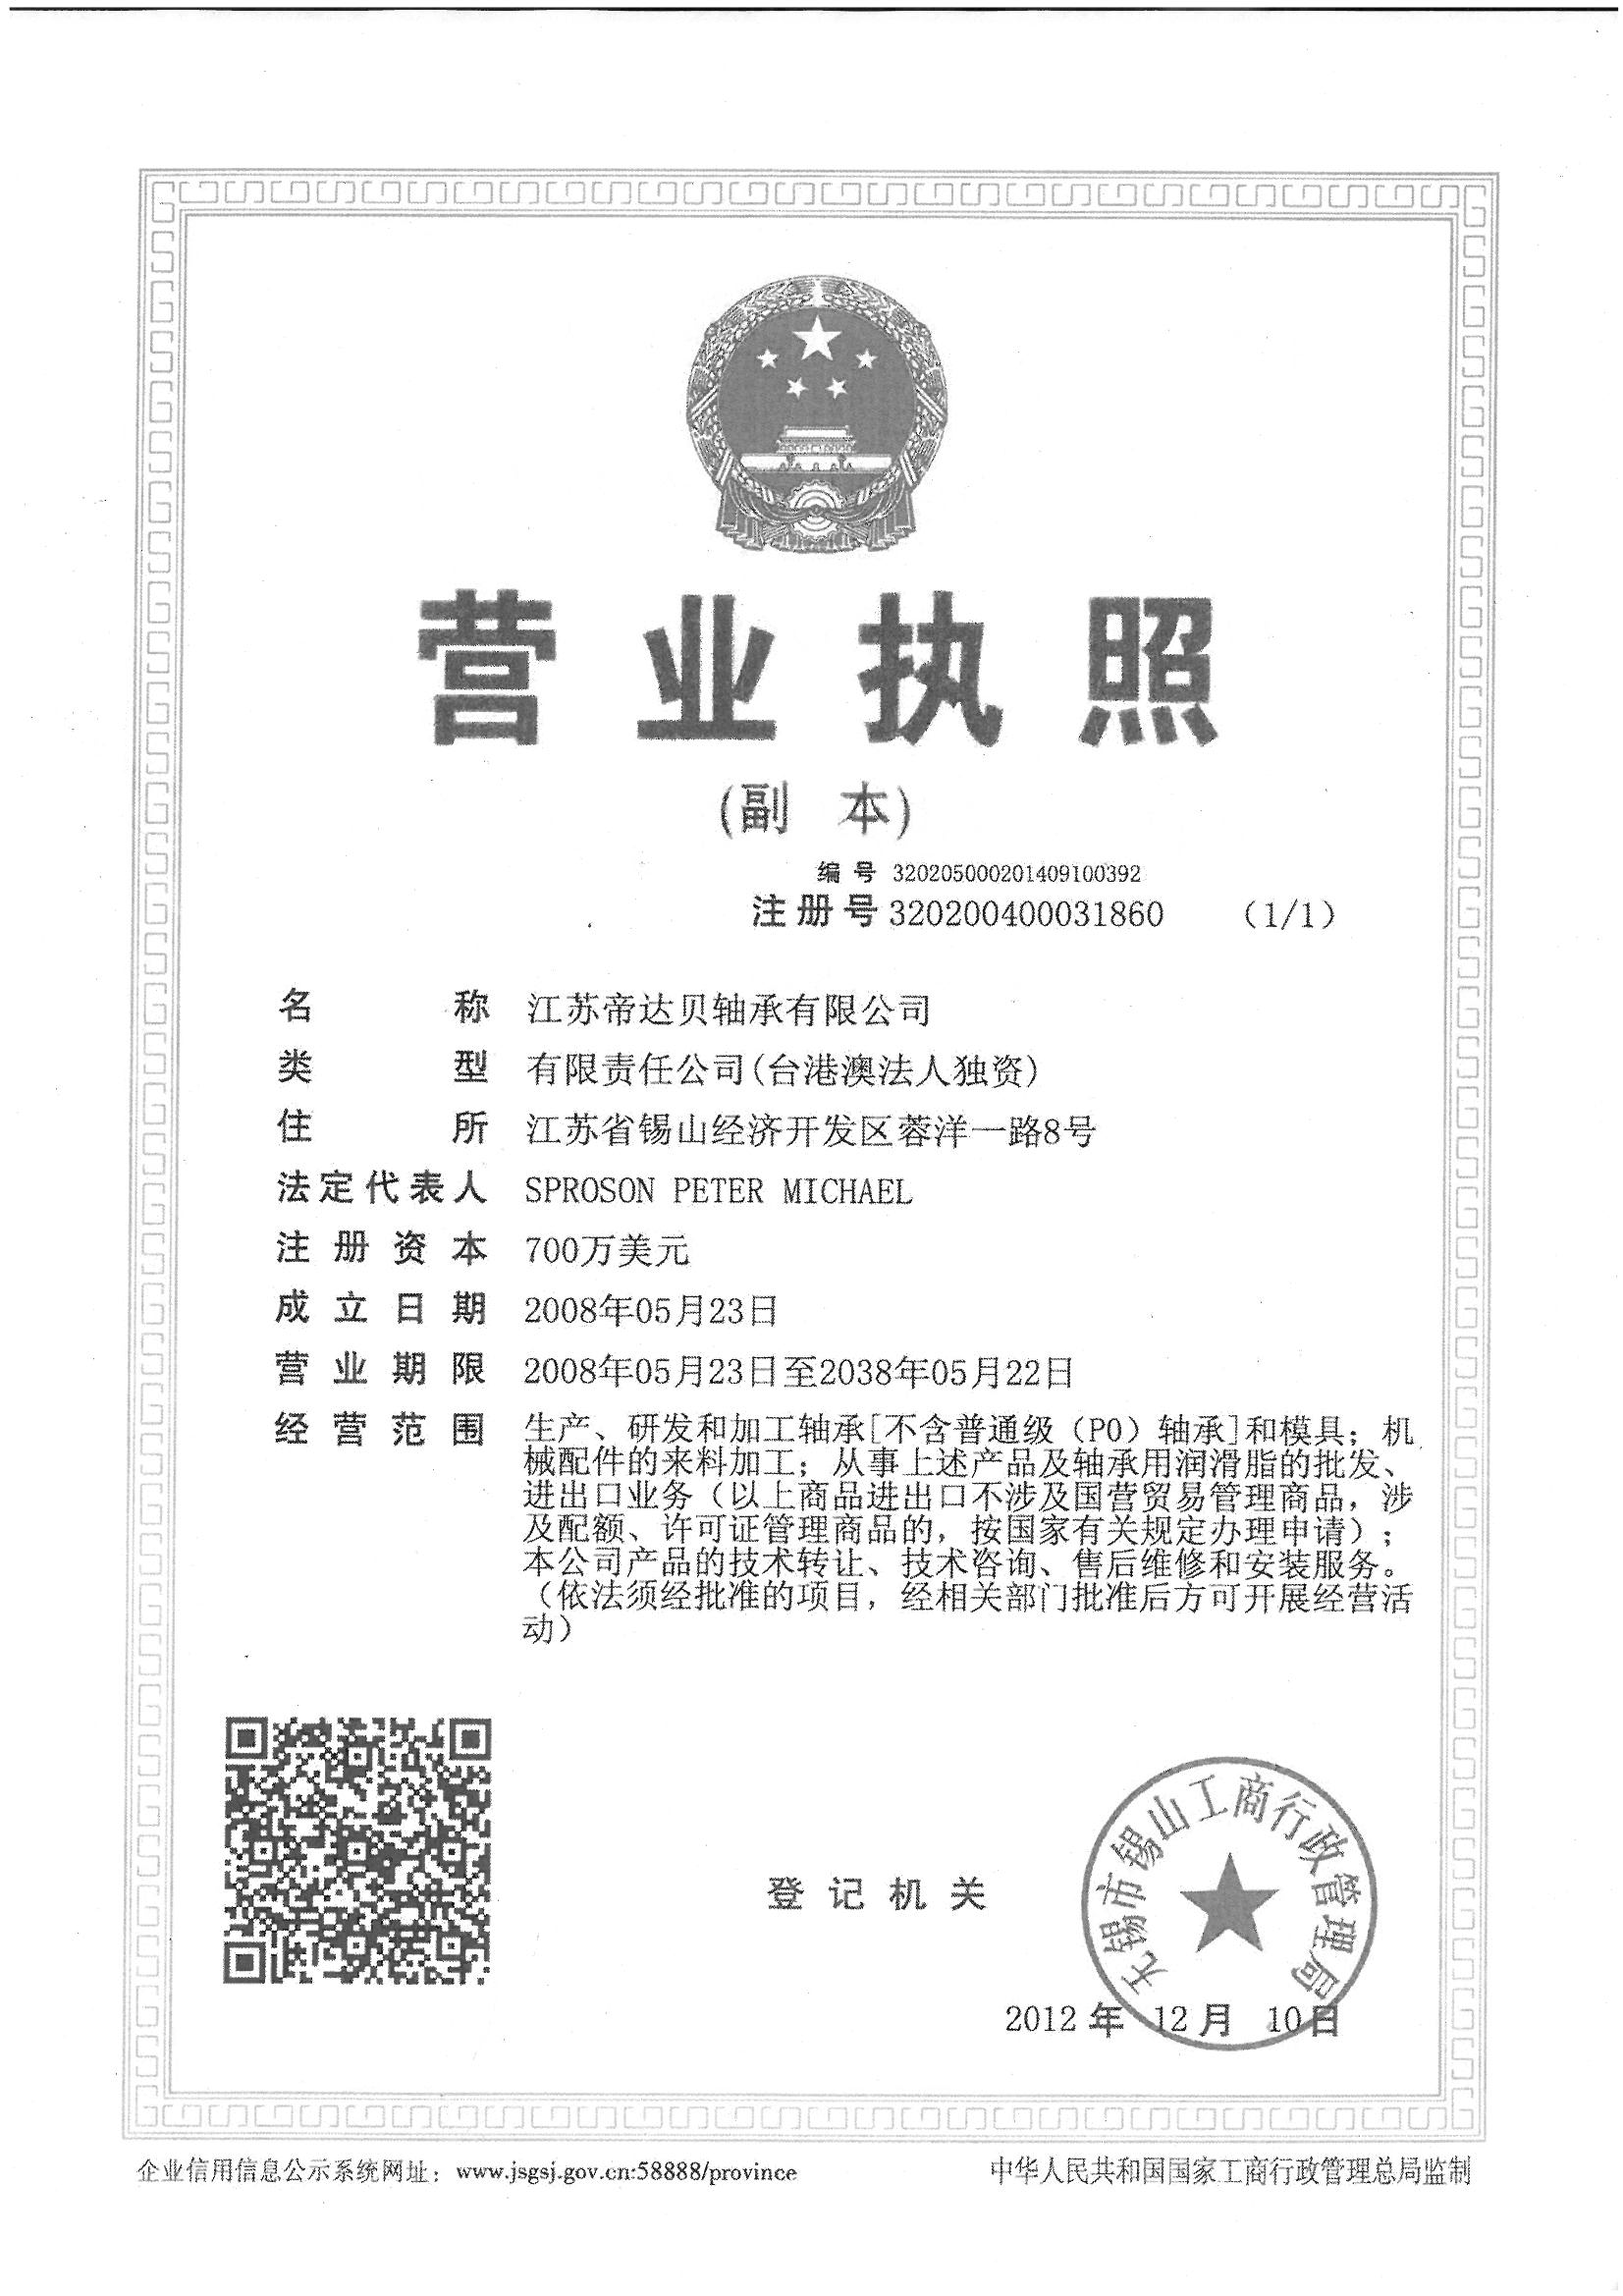 营业执照
(副 本)
编 号 320205000201409100392
注 册 号 320200400031860 （1/1）
名 称 江苏帝达贝轴承有限公司
类 型 有限责任公司(台港澳法人独资)
住 所 江苏省锡山经济开发区蓉洋一路8号
法定代表人 SPROSON PETER MICHAEL
注 册 资 本 700万美元
成 立 日 期 2008年05月23日
营 业 期 限 2008年05月23日至2038年05月22日
经 营 范 围 生产、研发和加工轴承[不含普通级（P0）轴承]和模具；机
械配件的来料加工；从事上述产品及轴承用润滑脂的批发、
进出口业务（以上商品进出口不涉及国营贸易管理商品，涉
及配额、许可证管理商品的，按国家有关规定办理申请）；
本公司产品的技术转让、技术咨询、售后维修和安装服务。
（依法须经批准的项目，经相关部门批准后方可开展经营活
动）
登 记 机 关
无锡市锡山工商行政管理局
2012 年 12 月 10 日
企业信用信息公示系统网址：www.jsgsj.gov.cn:58888/province
中华人民共和国国家工商行政管理总局监制